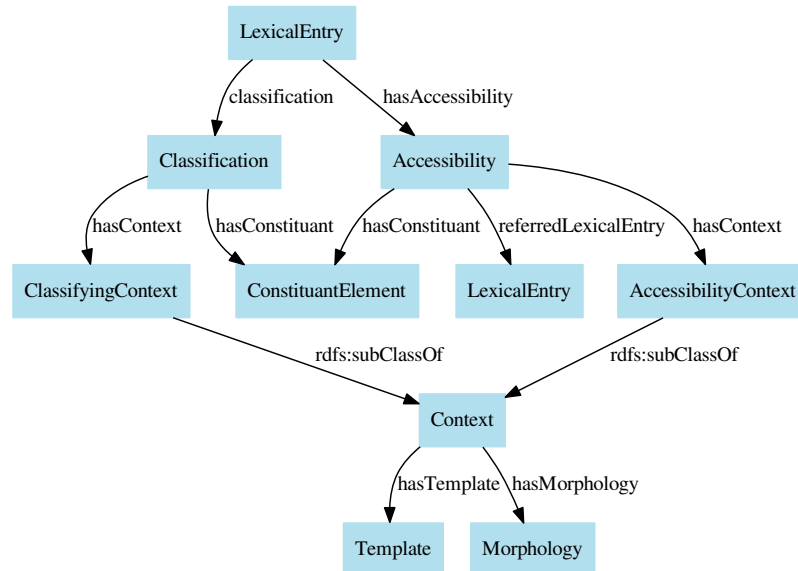 LexicalEntry
classification
hasAccessibility
Classification
Accessibility
hasContext
hasConstituant
hasConstituant
referredLexicalEntry
hasContext
ClassifyingContext
ConstituantElement
LexicalEntry
AccessibilityContext
rdfs:subClassOf
rdfs:subClassOf
Context
hasTemplate
hasMorphology
Template
Morphology